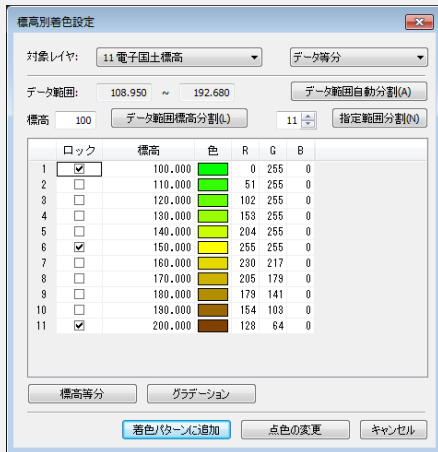 標高別着色設定
対象レイヤ: 11 電子国土標高 データ等分
データ範囲: 108.950 ~ 192.680 データ範囲自動分割(A)
標高 100 データ範囲標高分割(L) 11 指定範囲分割(N)
ロック 標高 色 R G B
1 100.000 0 255 0
2 110.000 51 255 0
3 120.000 102 255 0
4 130.000 153 255 0
5 140.000 204 255 0
6 150.000 255 255 0
7 160.000 230 217 0
8 170.000 205 179 0
9 180.000 179 141 0
10 190.000 154 103 0
11 200.000 128 64 0
標高等分 グラデーション
着色パターンに追加 点色の変更 キャンセル